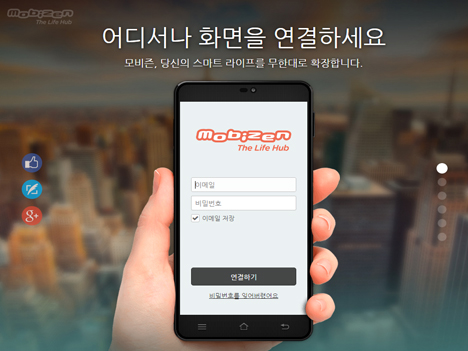 mobizen
The Life Hub
어디서나 화면을 연결하세요
모비즌, 당신의 스마트 라이프를 무한대로 확장합니다.
mobizen
The Life Hub
이메일
비밀번호
이메일 저장
연결하기
비밀번호를 잊어버렸어요
g+